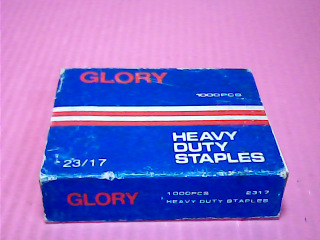 GLORY
1000PCS
HEAVY
DUTY
STAPLES
23/17
GLORY
1000PCS 2317
HEAVY DUTY STAPLES